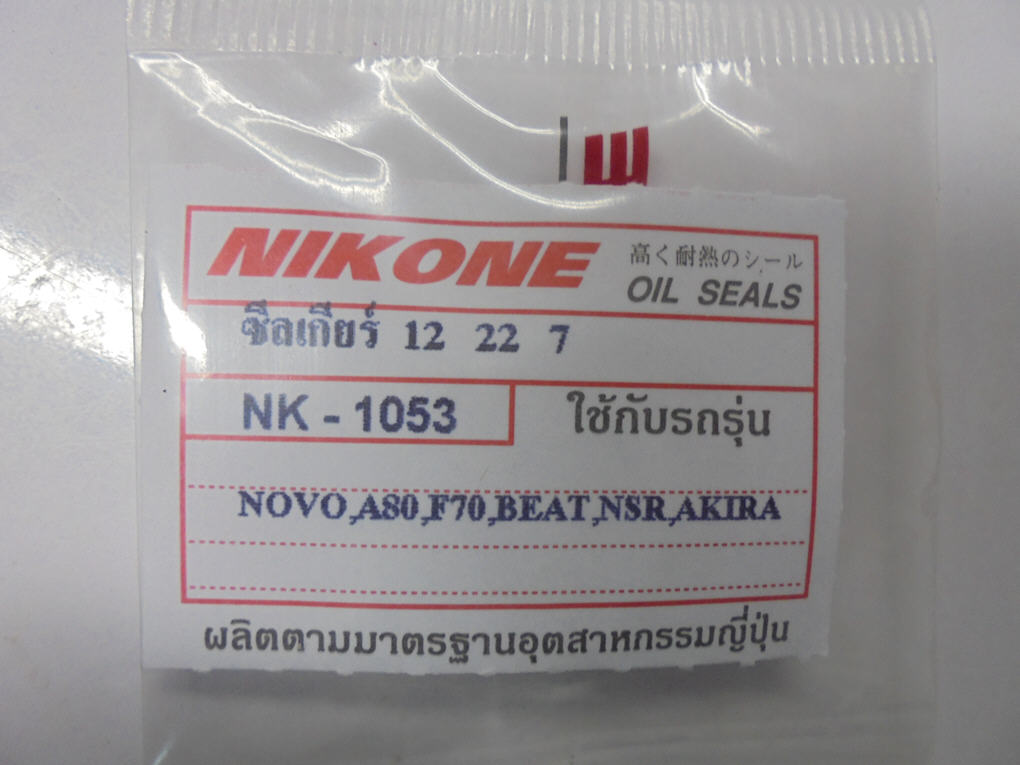 NIKONE 高く耐熱のシール
OIL SEALS
ซีลเกียร์ 12 22 7
NK - 1053 ใช้กับรถรุ่น
NOVO,A80,F70,BEAT,NSR,AKIRA
ผลิตตามมาตรฐานอุตสาหกรรมญี่ปุ่น